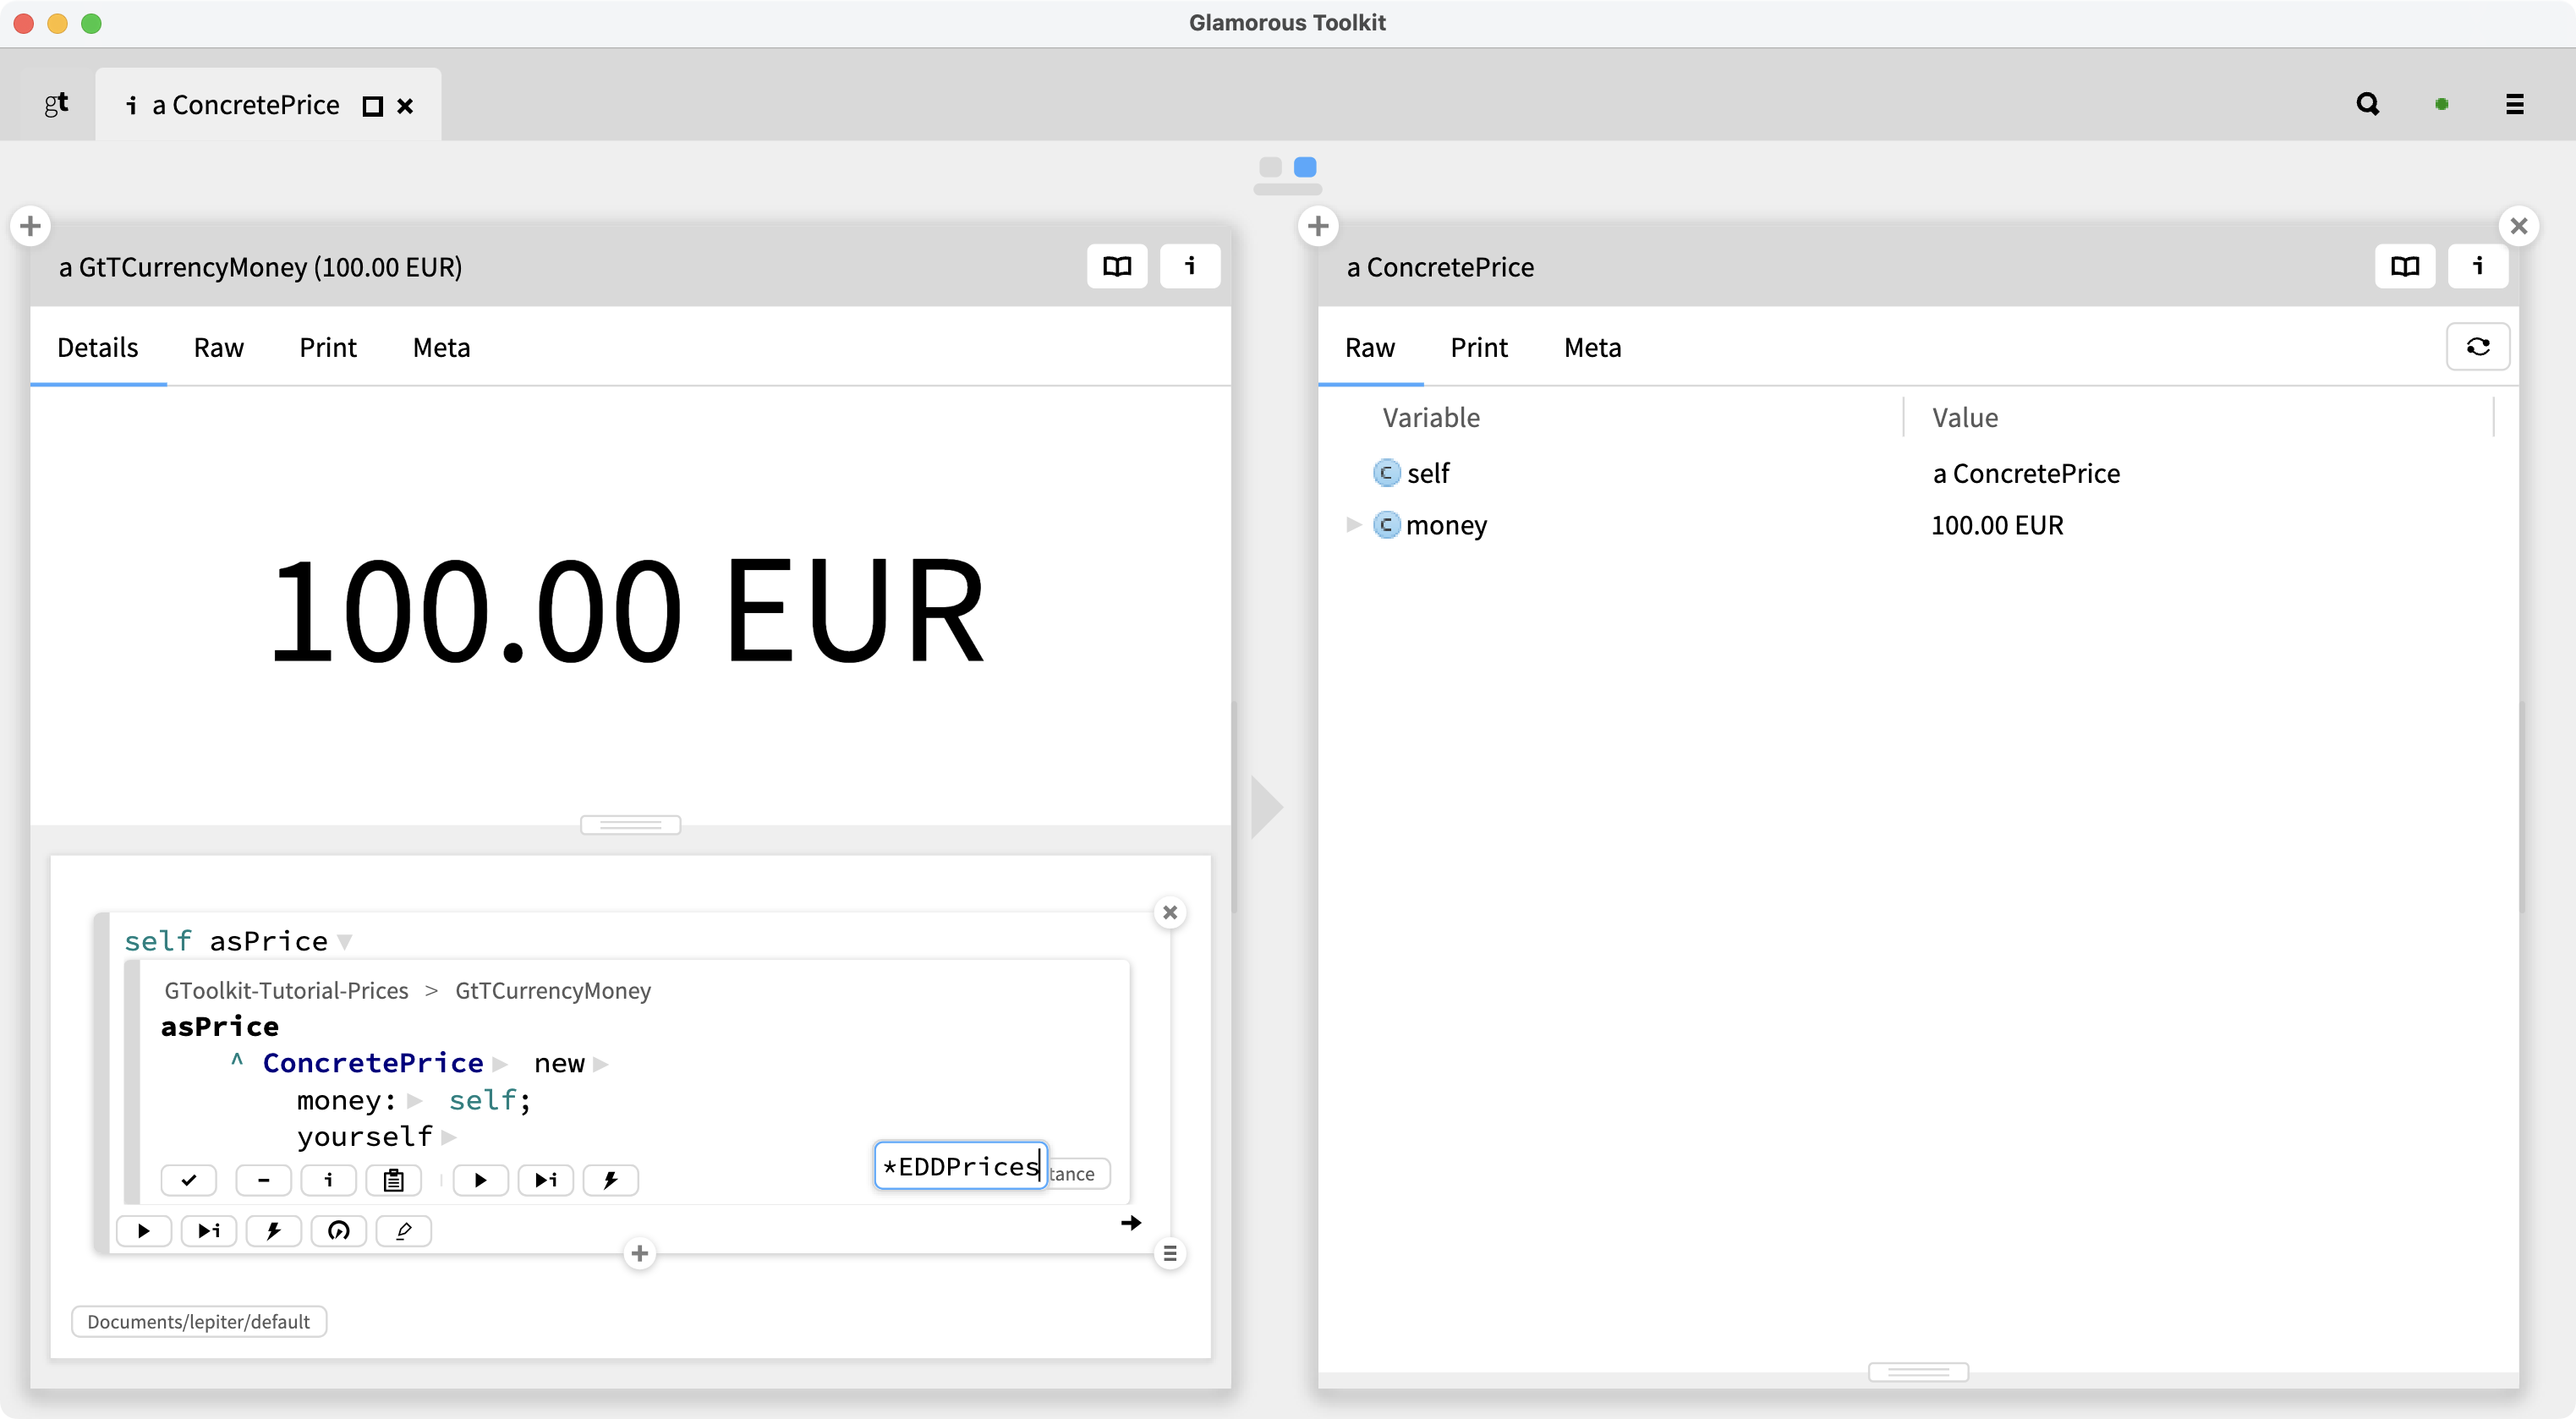 Glamorous Toolkit
gt
i a ConcretePrice
a GtTCurrencyMoney (100.00 EUR)
i
Details Raw Print Meta
100.00 EUR
self asPrice
GToolkit-Tutorial-Prices > GtTCurrencyMoney
asPrice
^ ConcretePrice new
money: self;
yourself
i
i
*EDDPrices
tance
i
Documents/lepiter/default
a ConcretePrice
i
Raw Print Meta
Variable Value
C self a ConcretePrice
C money 100.00 EUR